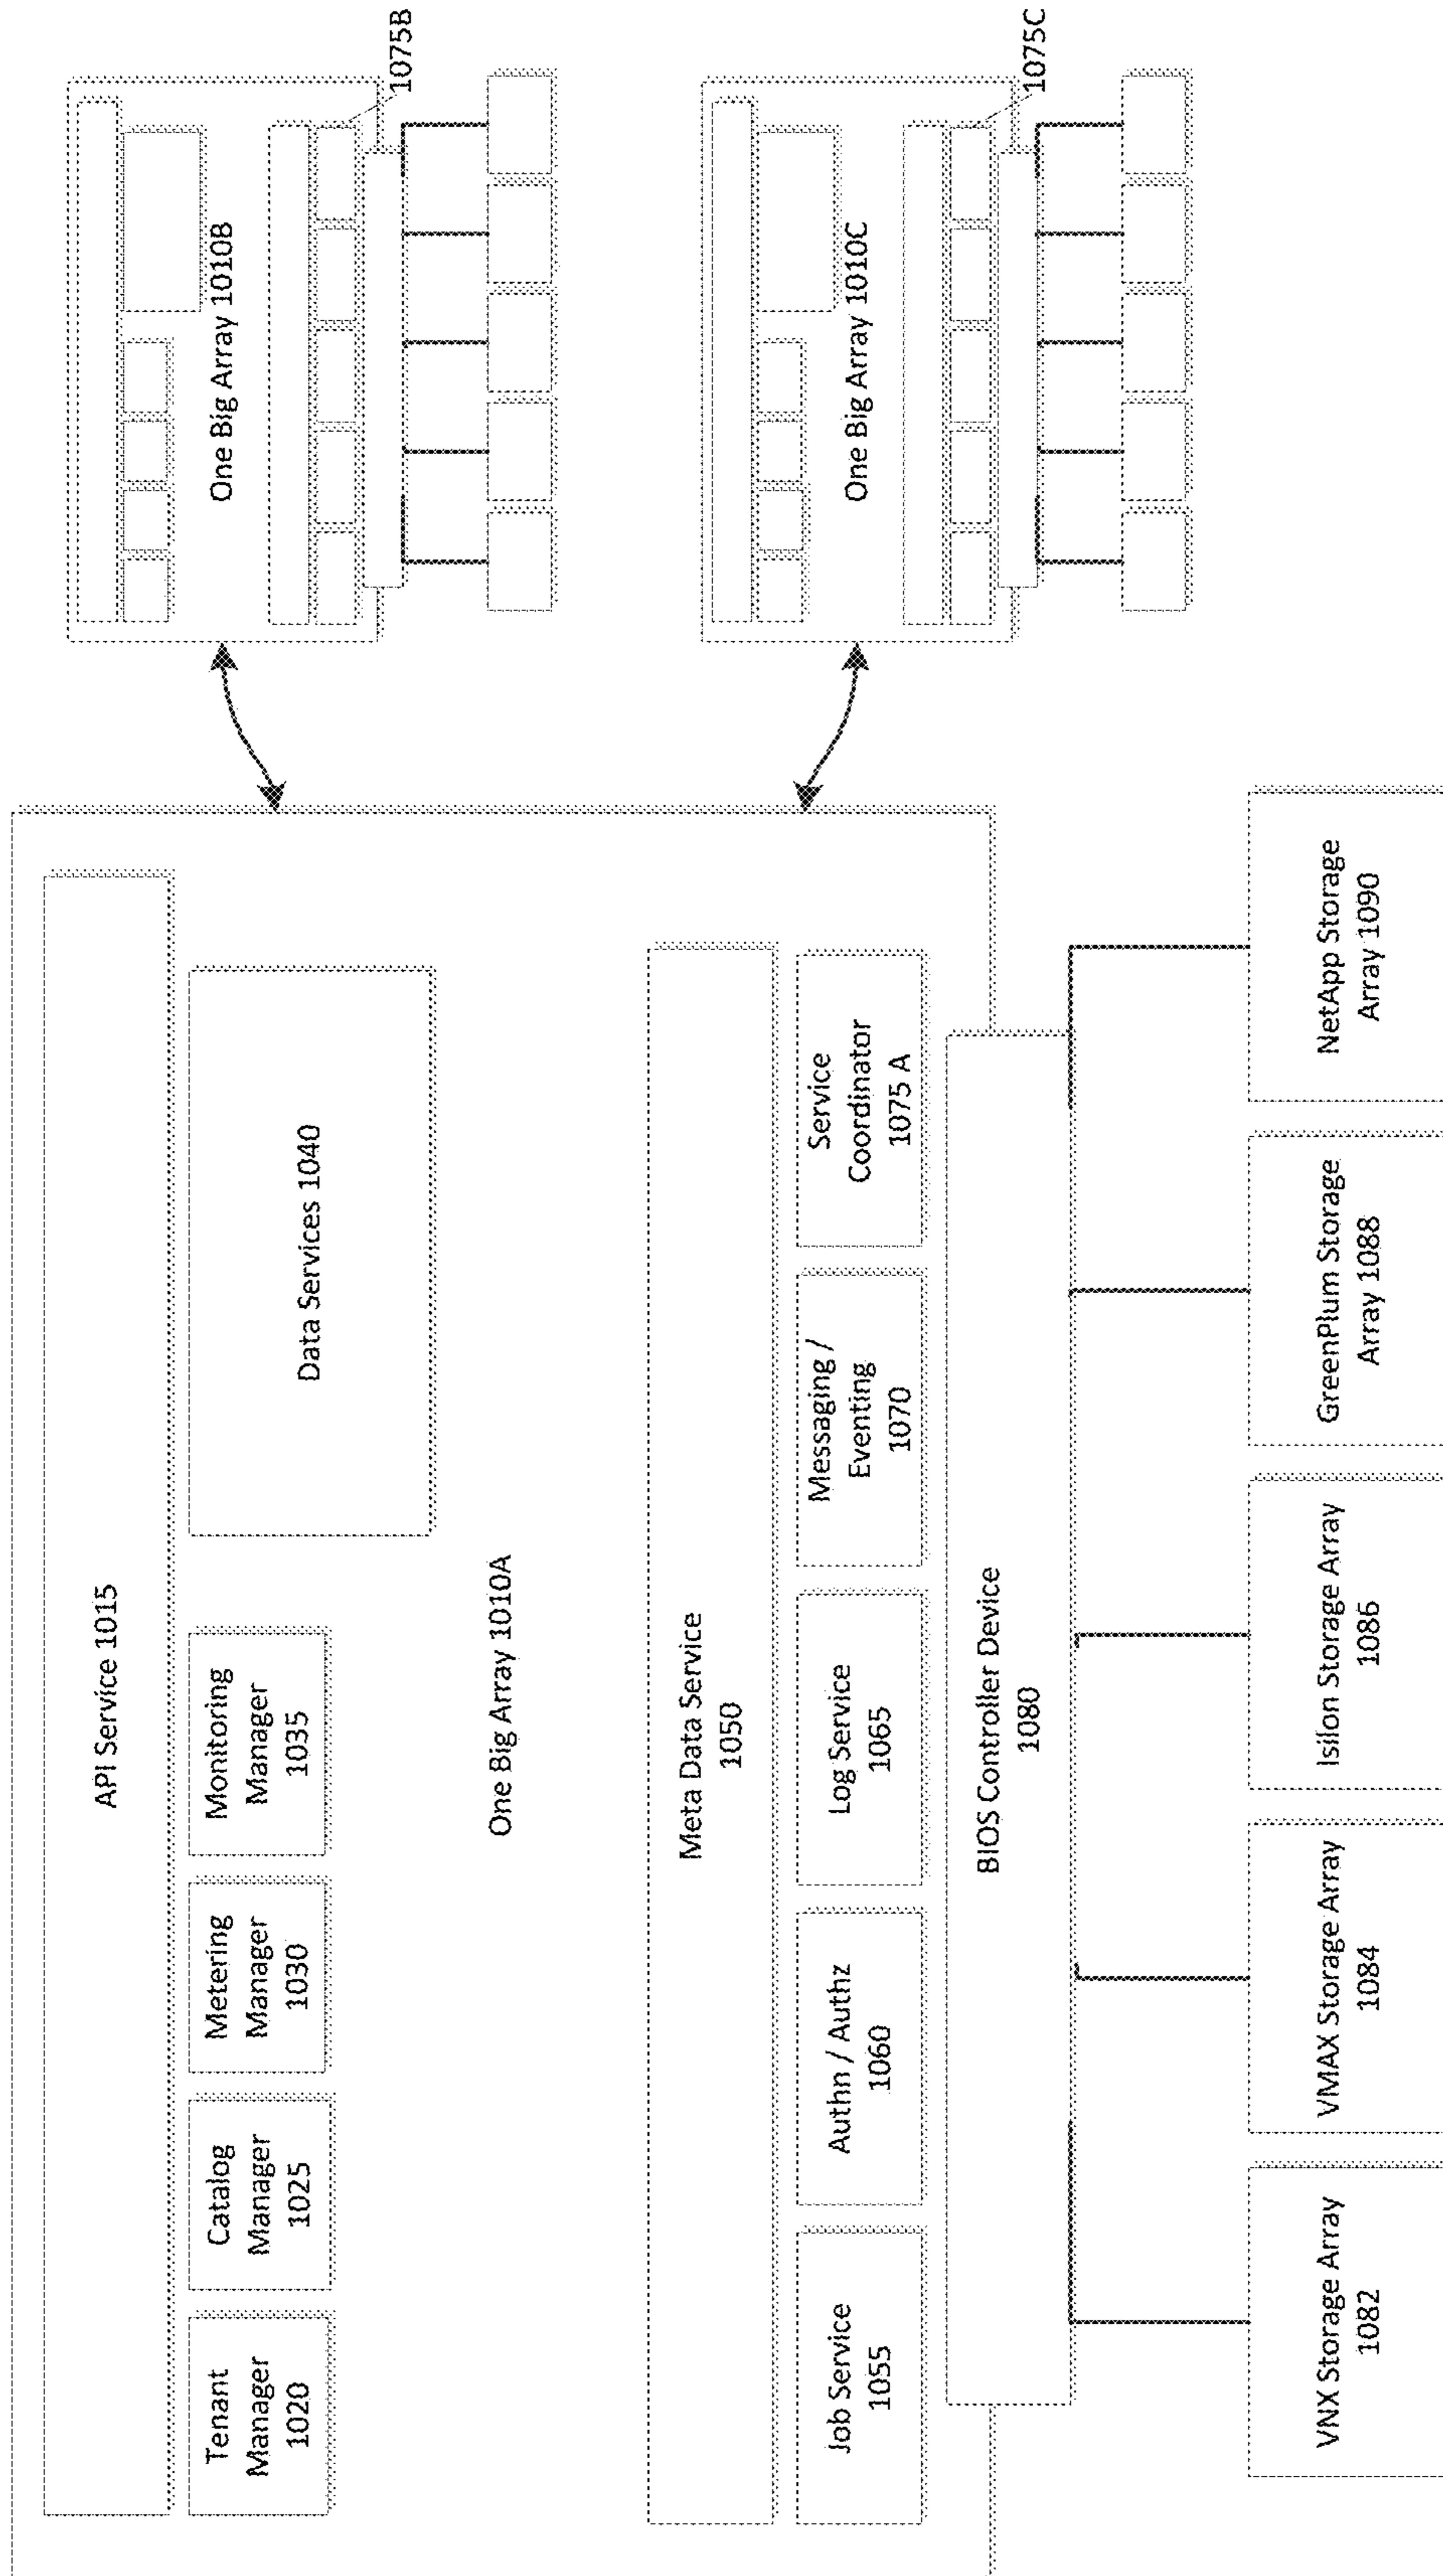 API Service 1015
Tenant
Manager
1020
Catalog
Manager
1025
Metering
Manager
1030
Monitoring
Manager
1035
Data Services 1040
One Big Array 1010A
Meta Data Service
1050
Job Service
1055
Authn / Authz
1060
Log Service
1065
Messaging /
Eventing
1070
Service
Coordinator
1075 A
BIOS Controller Device
1080
VNX Storage Array
1082
VMAX Storage Array
1084
Isilon Storage Array
1086
GreenPlum Storage
Array 1088
NetApp Storage
Array 1090
One Big Array 1010B
1075B
One Big Array 1010C
1075C